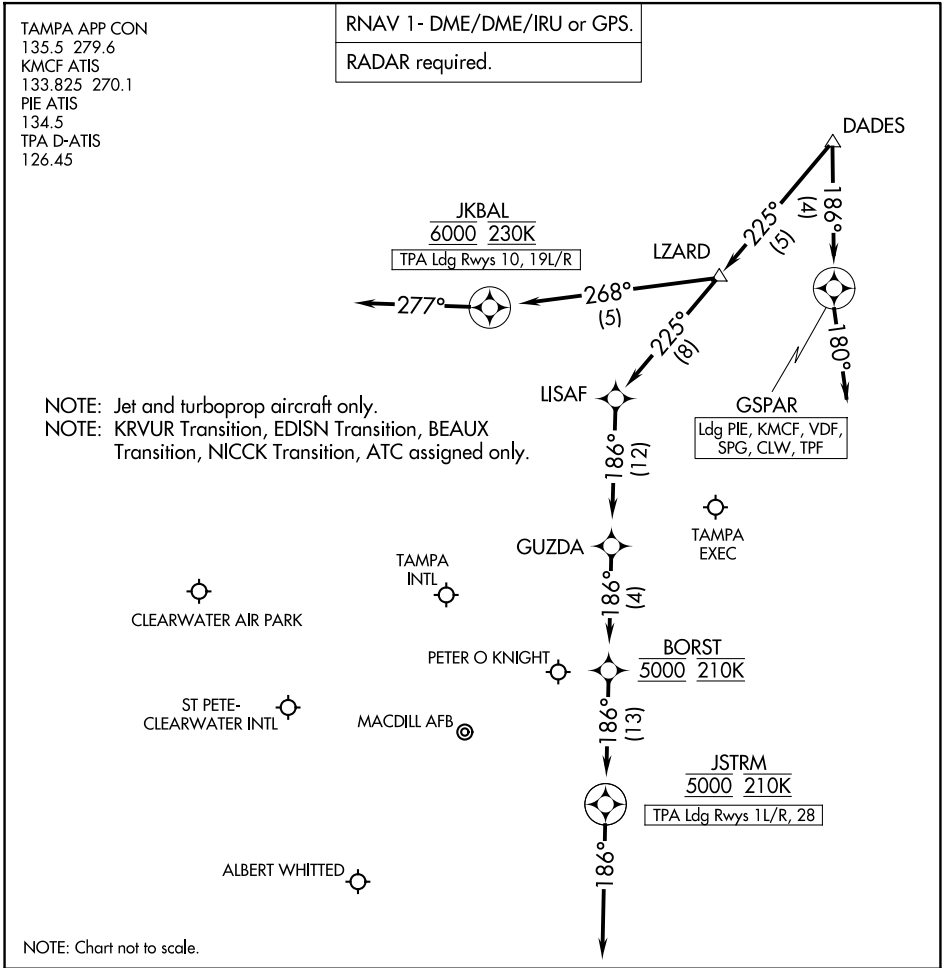 TAMPA APP CON
135.5 279.6
KMCF ATIS
133.825 270.1
PIE ATIS
134.5
TPA D-ATIS
126.45
RNAV 1- DME/DME/IRU or GPS.
RADAR required.
DADES
186°
(4)
225°
(5)
JKBAL
6000 230K
TPA Ldg Rwys 10, 19L/R
LZARD
277°
268°
(5)
225°
(8)
180°
LISAF
GSPAR
Ldg PIE, KMCF, VDF,
SPG, CLW, TPF
NOTE: Jet and turboprop aircraft only.
NOTE: KRVUR Transition, EDISN Transition, BEAUX
Transition, NICCK Transition, ATC assigned only.
186°
(12)
GUZDA
TAMPA
EXEC
TAMPA
INTL
186°
(4)
CLEARWATER AIR PARK
PETER O KNIGHT
BORST
5000 210K
ST PETE-
CLEARWATER INTL
MACDILL AFB
186°
(13)
JSTRM
5000 210K
TPA Ldg Rwys 1L/R, 28
ALBERT WHITTED
186°
NOTE: Chart not to scale.